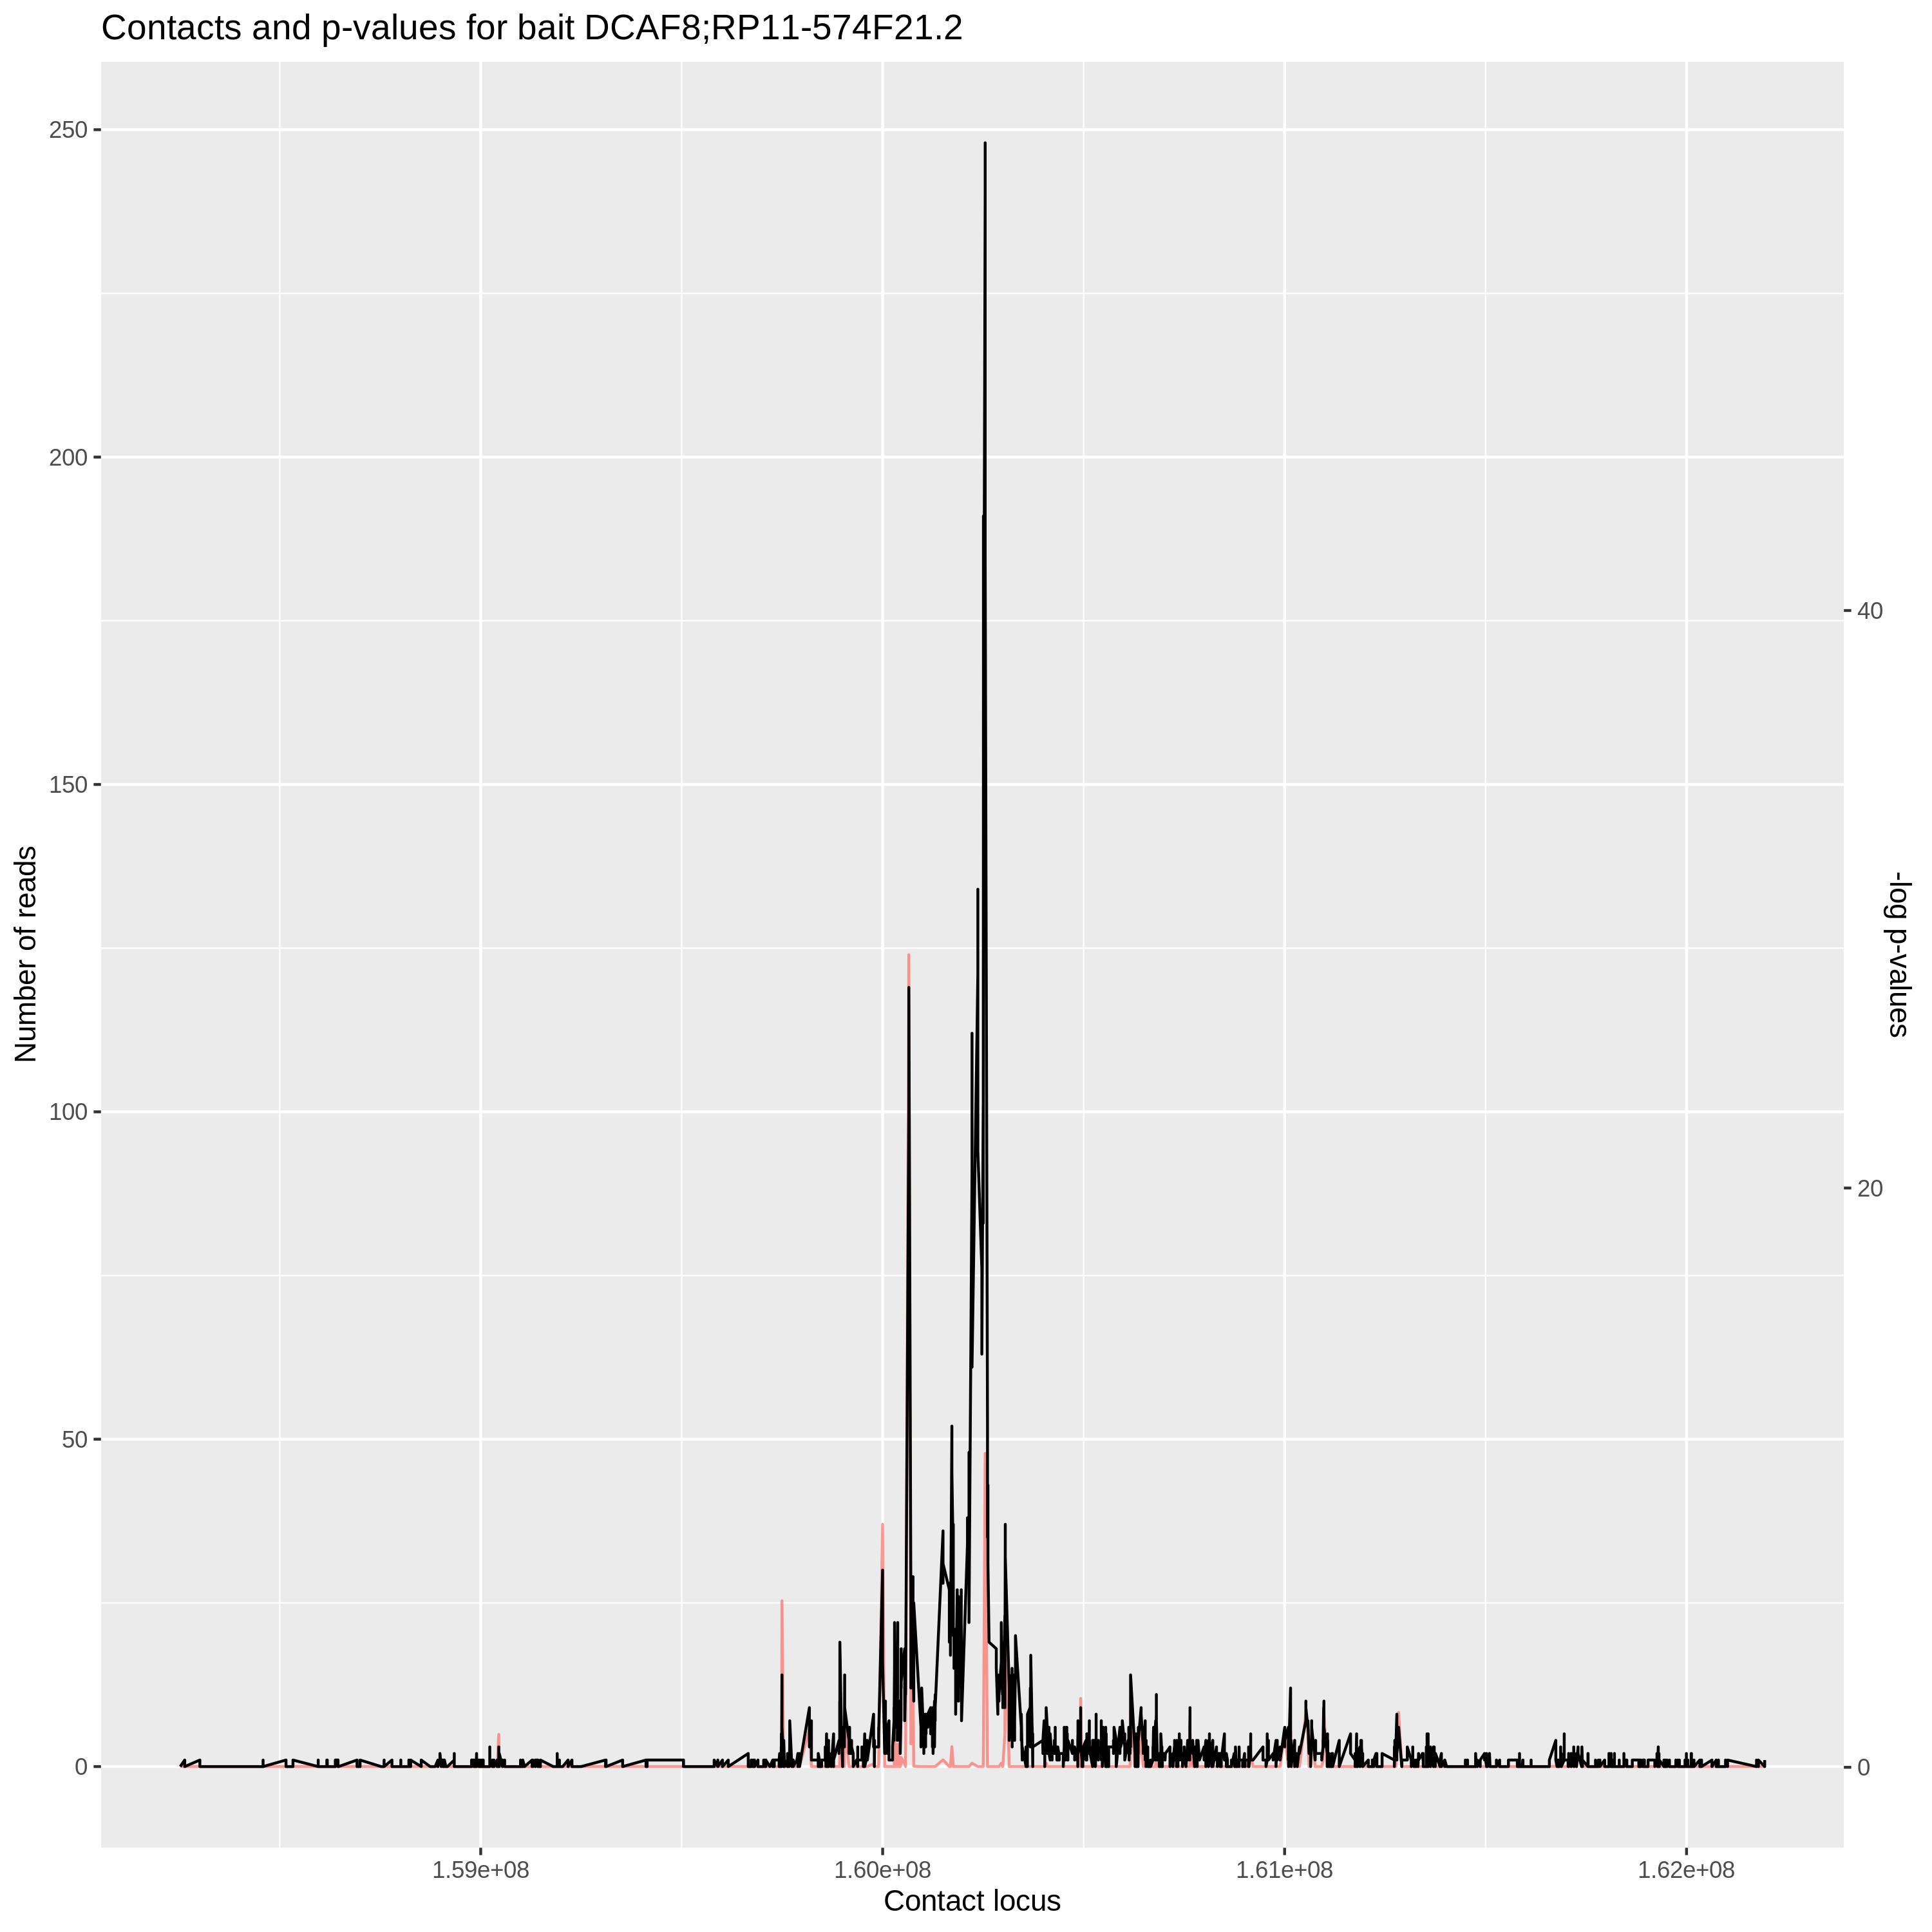 Contacts and p-values for bait DCAF8;RP11-574F21.2
250
200
150
100
50
0
Number of reads
40
20
0
-log p-values
1.59e+08
1.60e+08
1.61e+08
1.62e+08
Contact locus